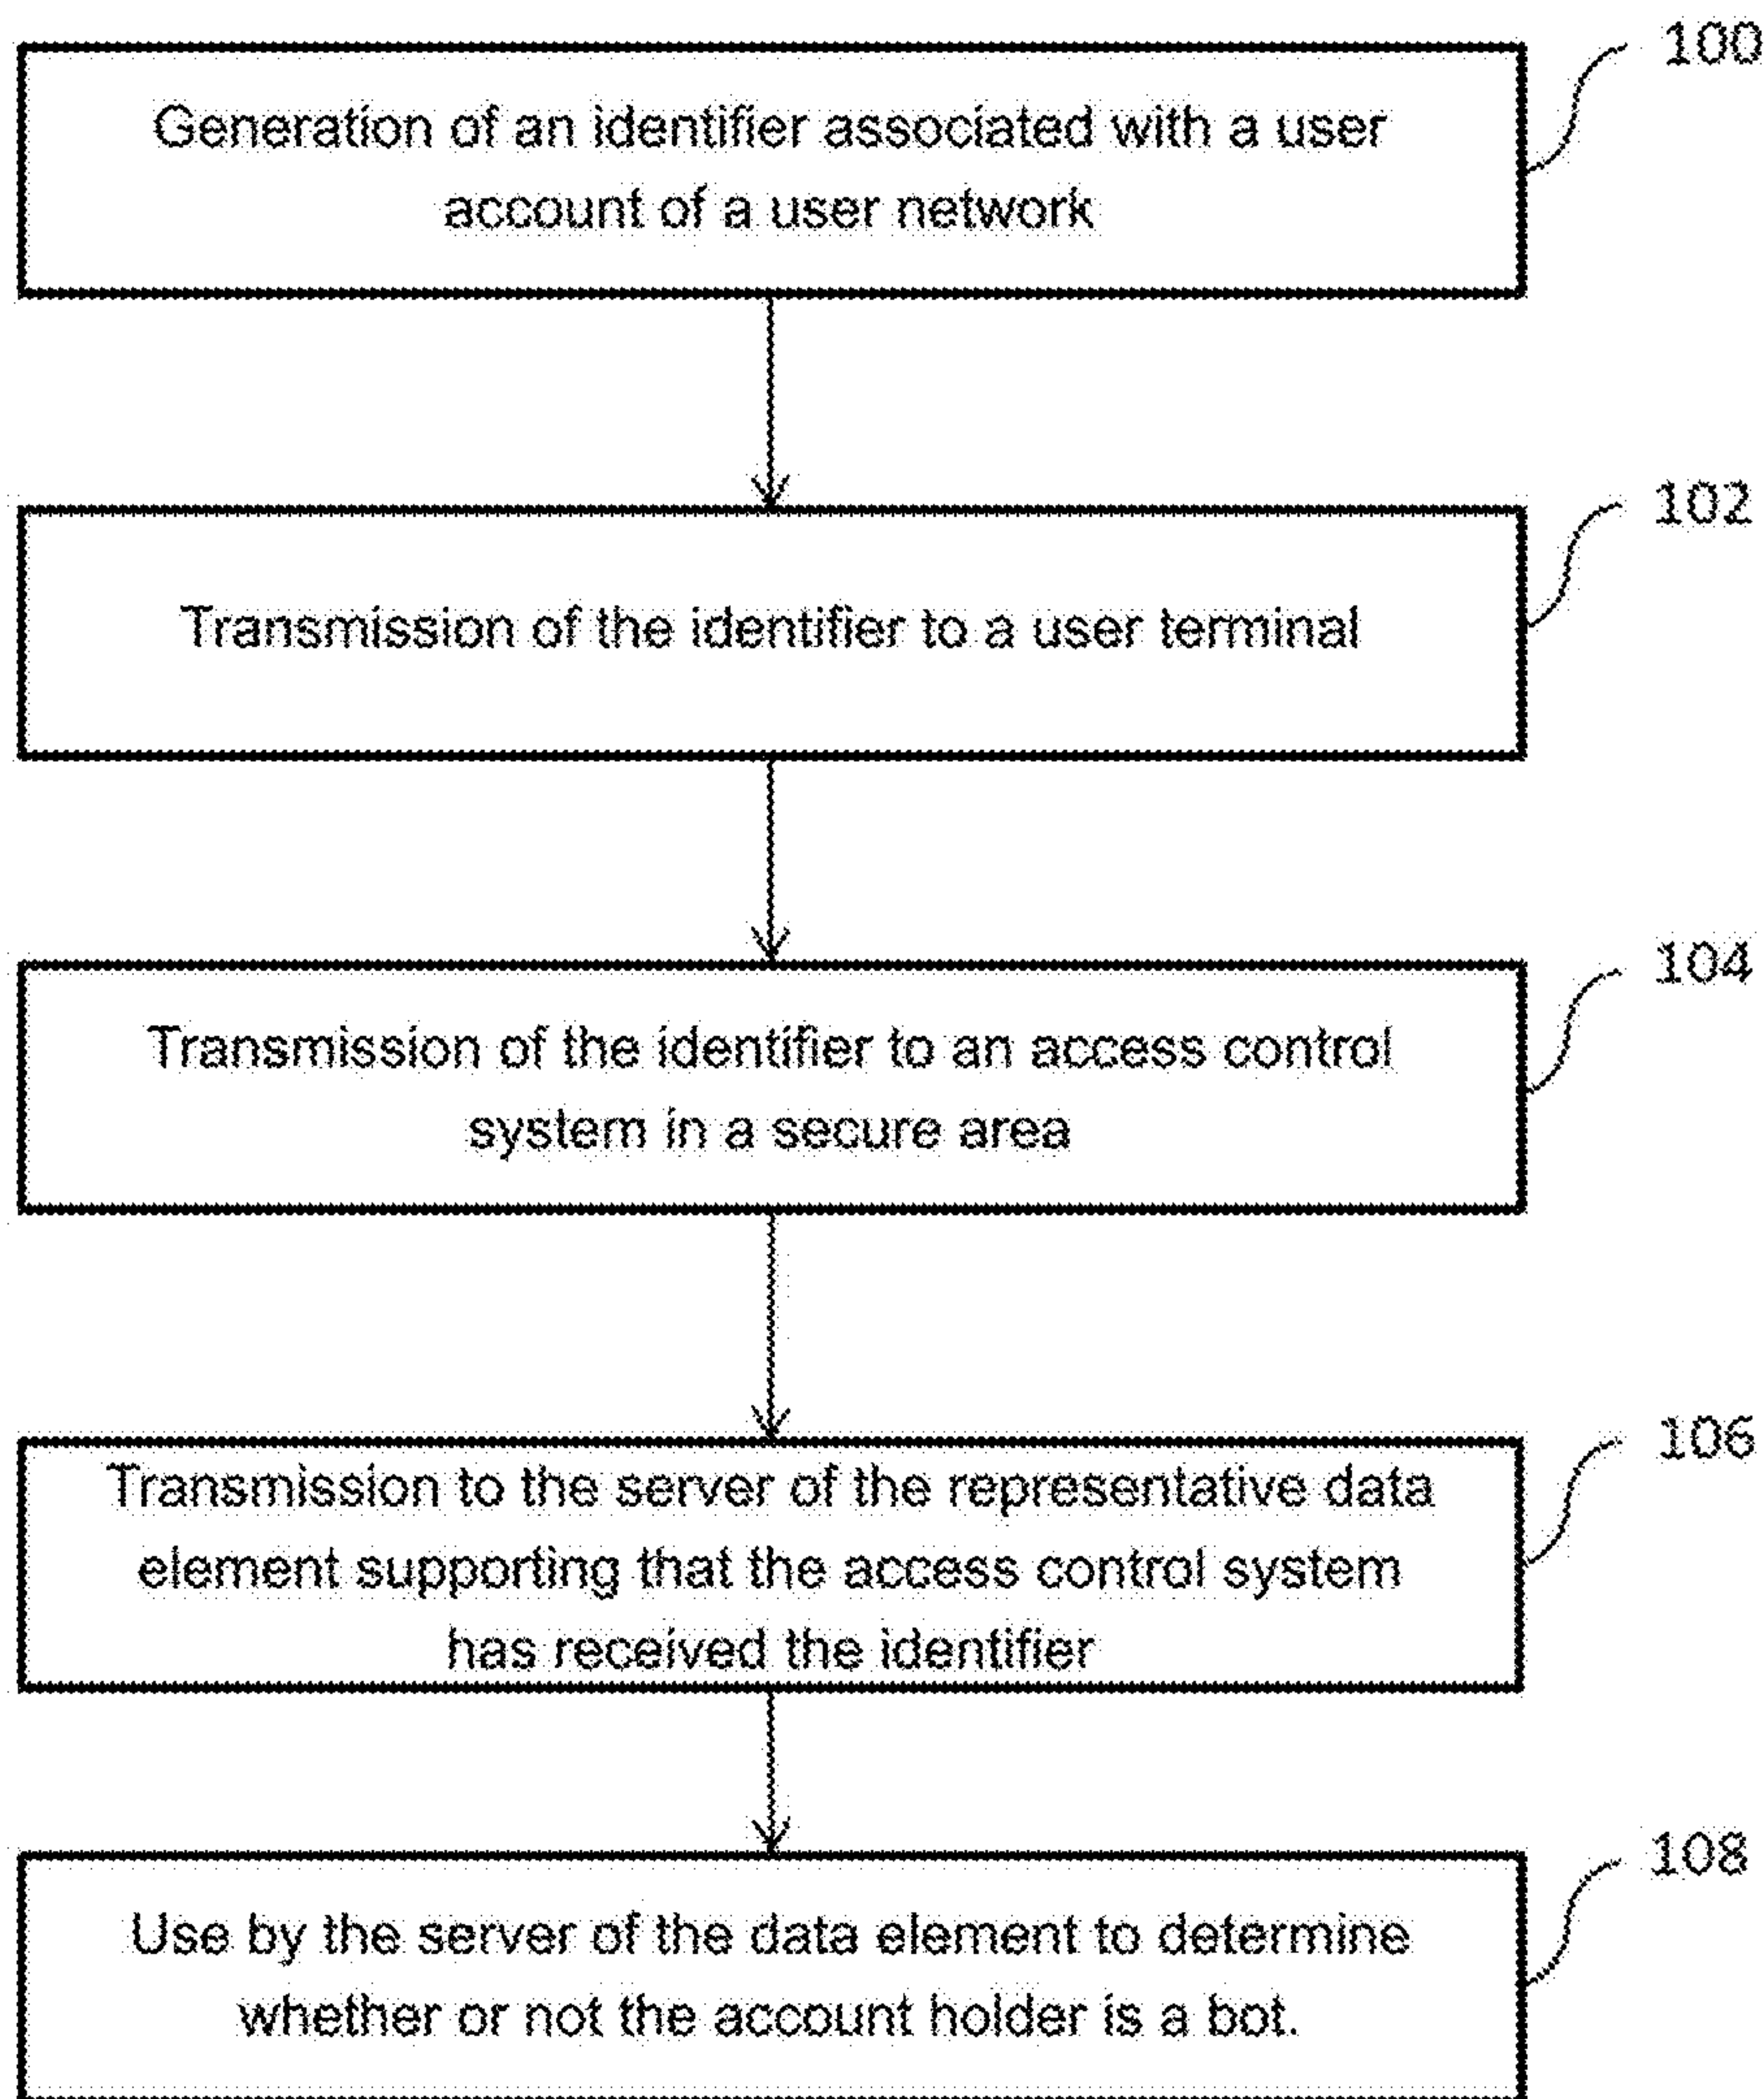 100
Generation of an identifier associated with a user
account of a user network
102
Transmission of the identifier to a user terminal
104
Transmission of the identifier to an access control
system in a secure area
106
Transmission to the server of the representative data
element supporting that the access control system
has received the identifier
108
Use by the server of the data element to determine
whether or not the account holder is a bot.